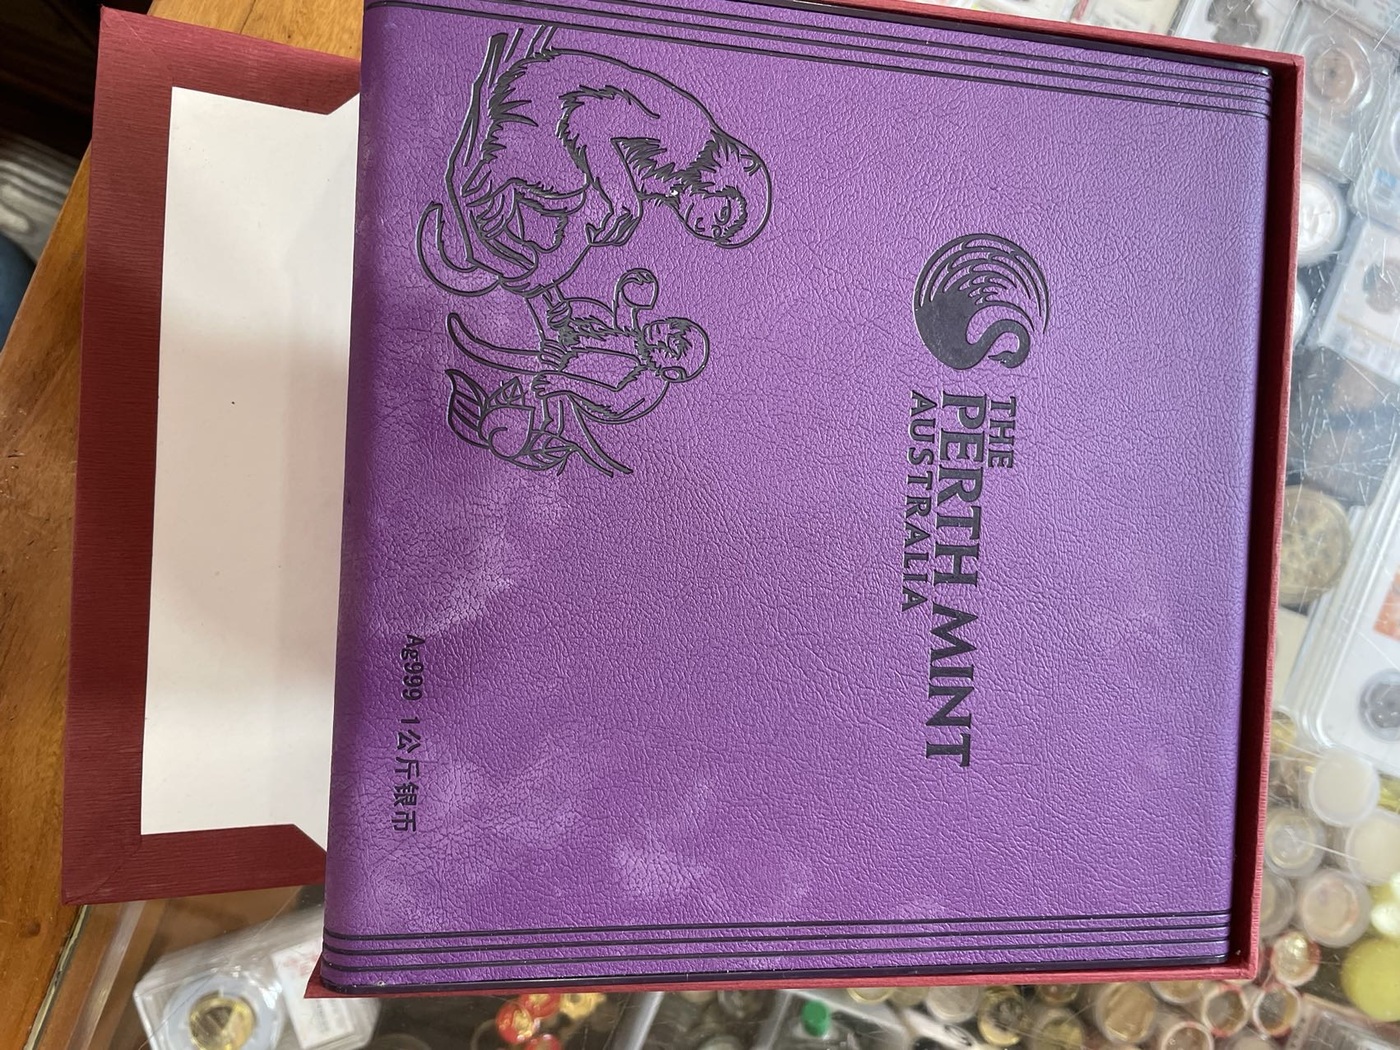 THE
PERTH MINT
AUSTRALIA
Ag999 1公斤银币